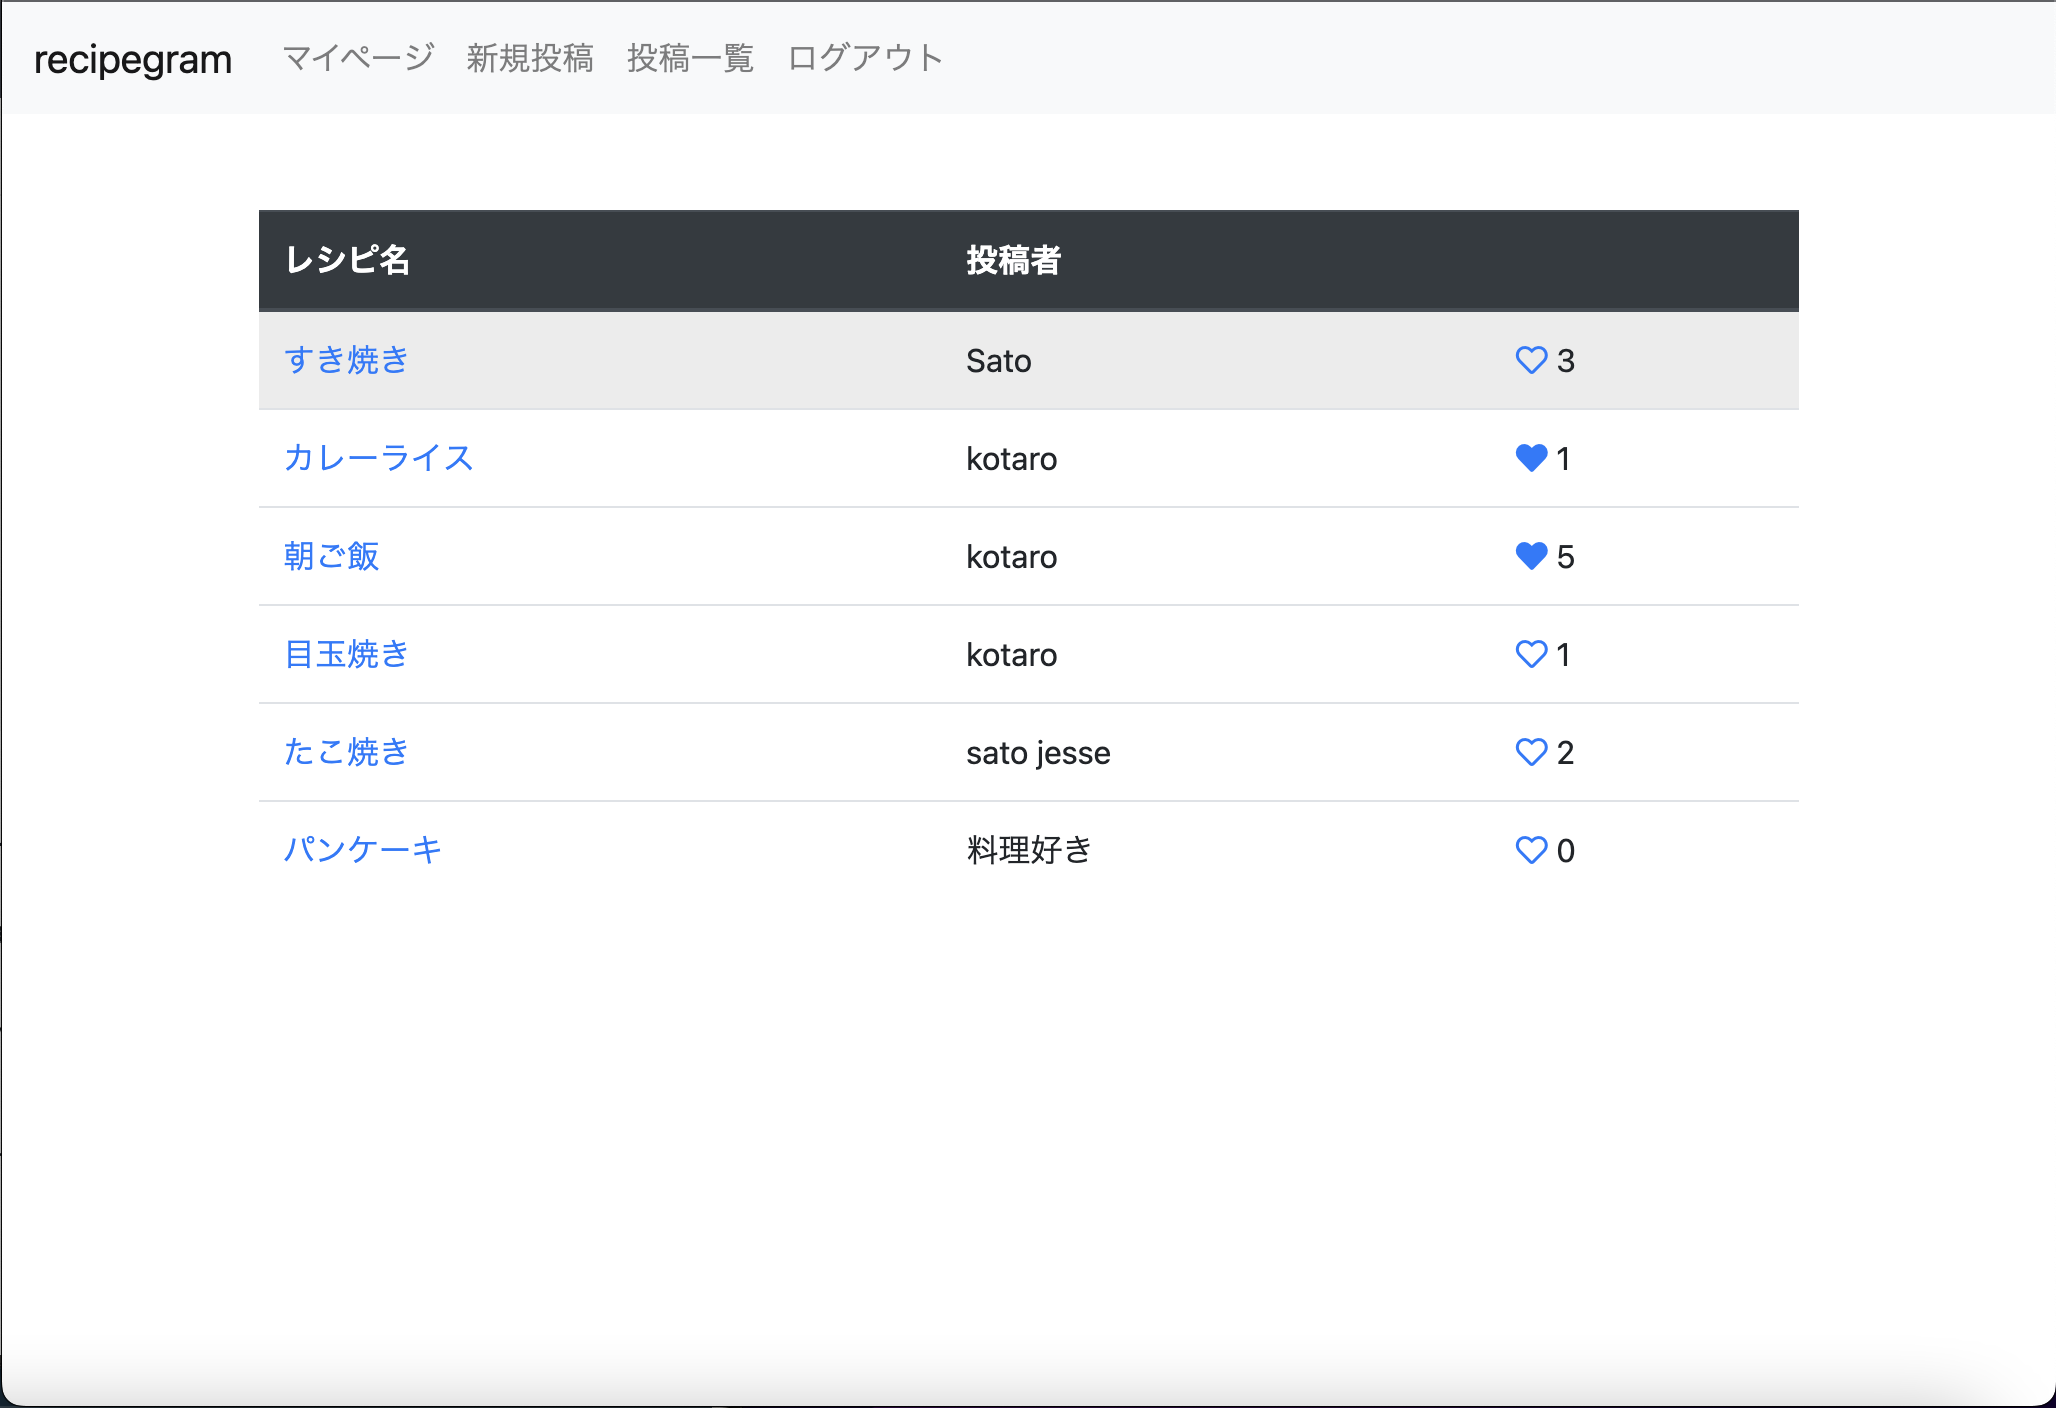 recipegram マイページ 新規投稿 投稿一覧 ログアウト
レシピ名 投稿者
すき焼き Sato 3
カレーライス kotaro 1
朝ご飯 kotaro 5
目玉焼き kotaro 1
たこ焼き sato jesse 2
パンケーキ 料理好き 0